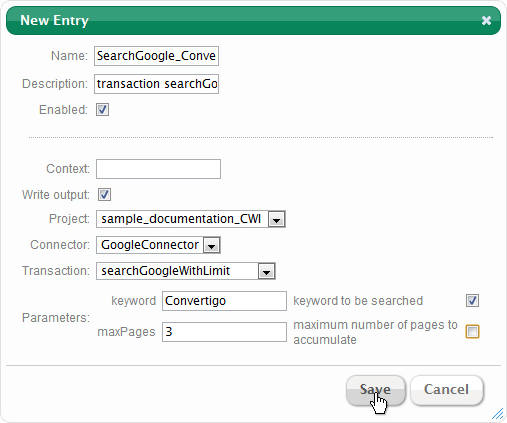 New Entry
Name: SearchGoogle_Conve
Description: transaction searchGo
Enabled:
Context:
Write output:
Project: sample_documentation_CWI
Connector: GoogleConnector
Transaction: searchGoogleWithLimit
Parameters:
keyword Convertigo keyword to be searched
maxPages 3 maximum number of pages to
accumulate
Save Cancel